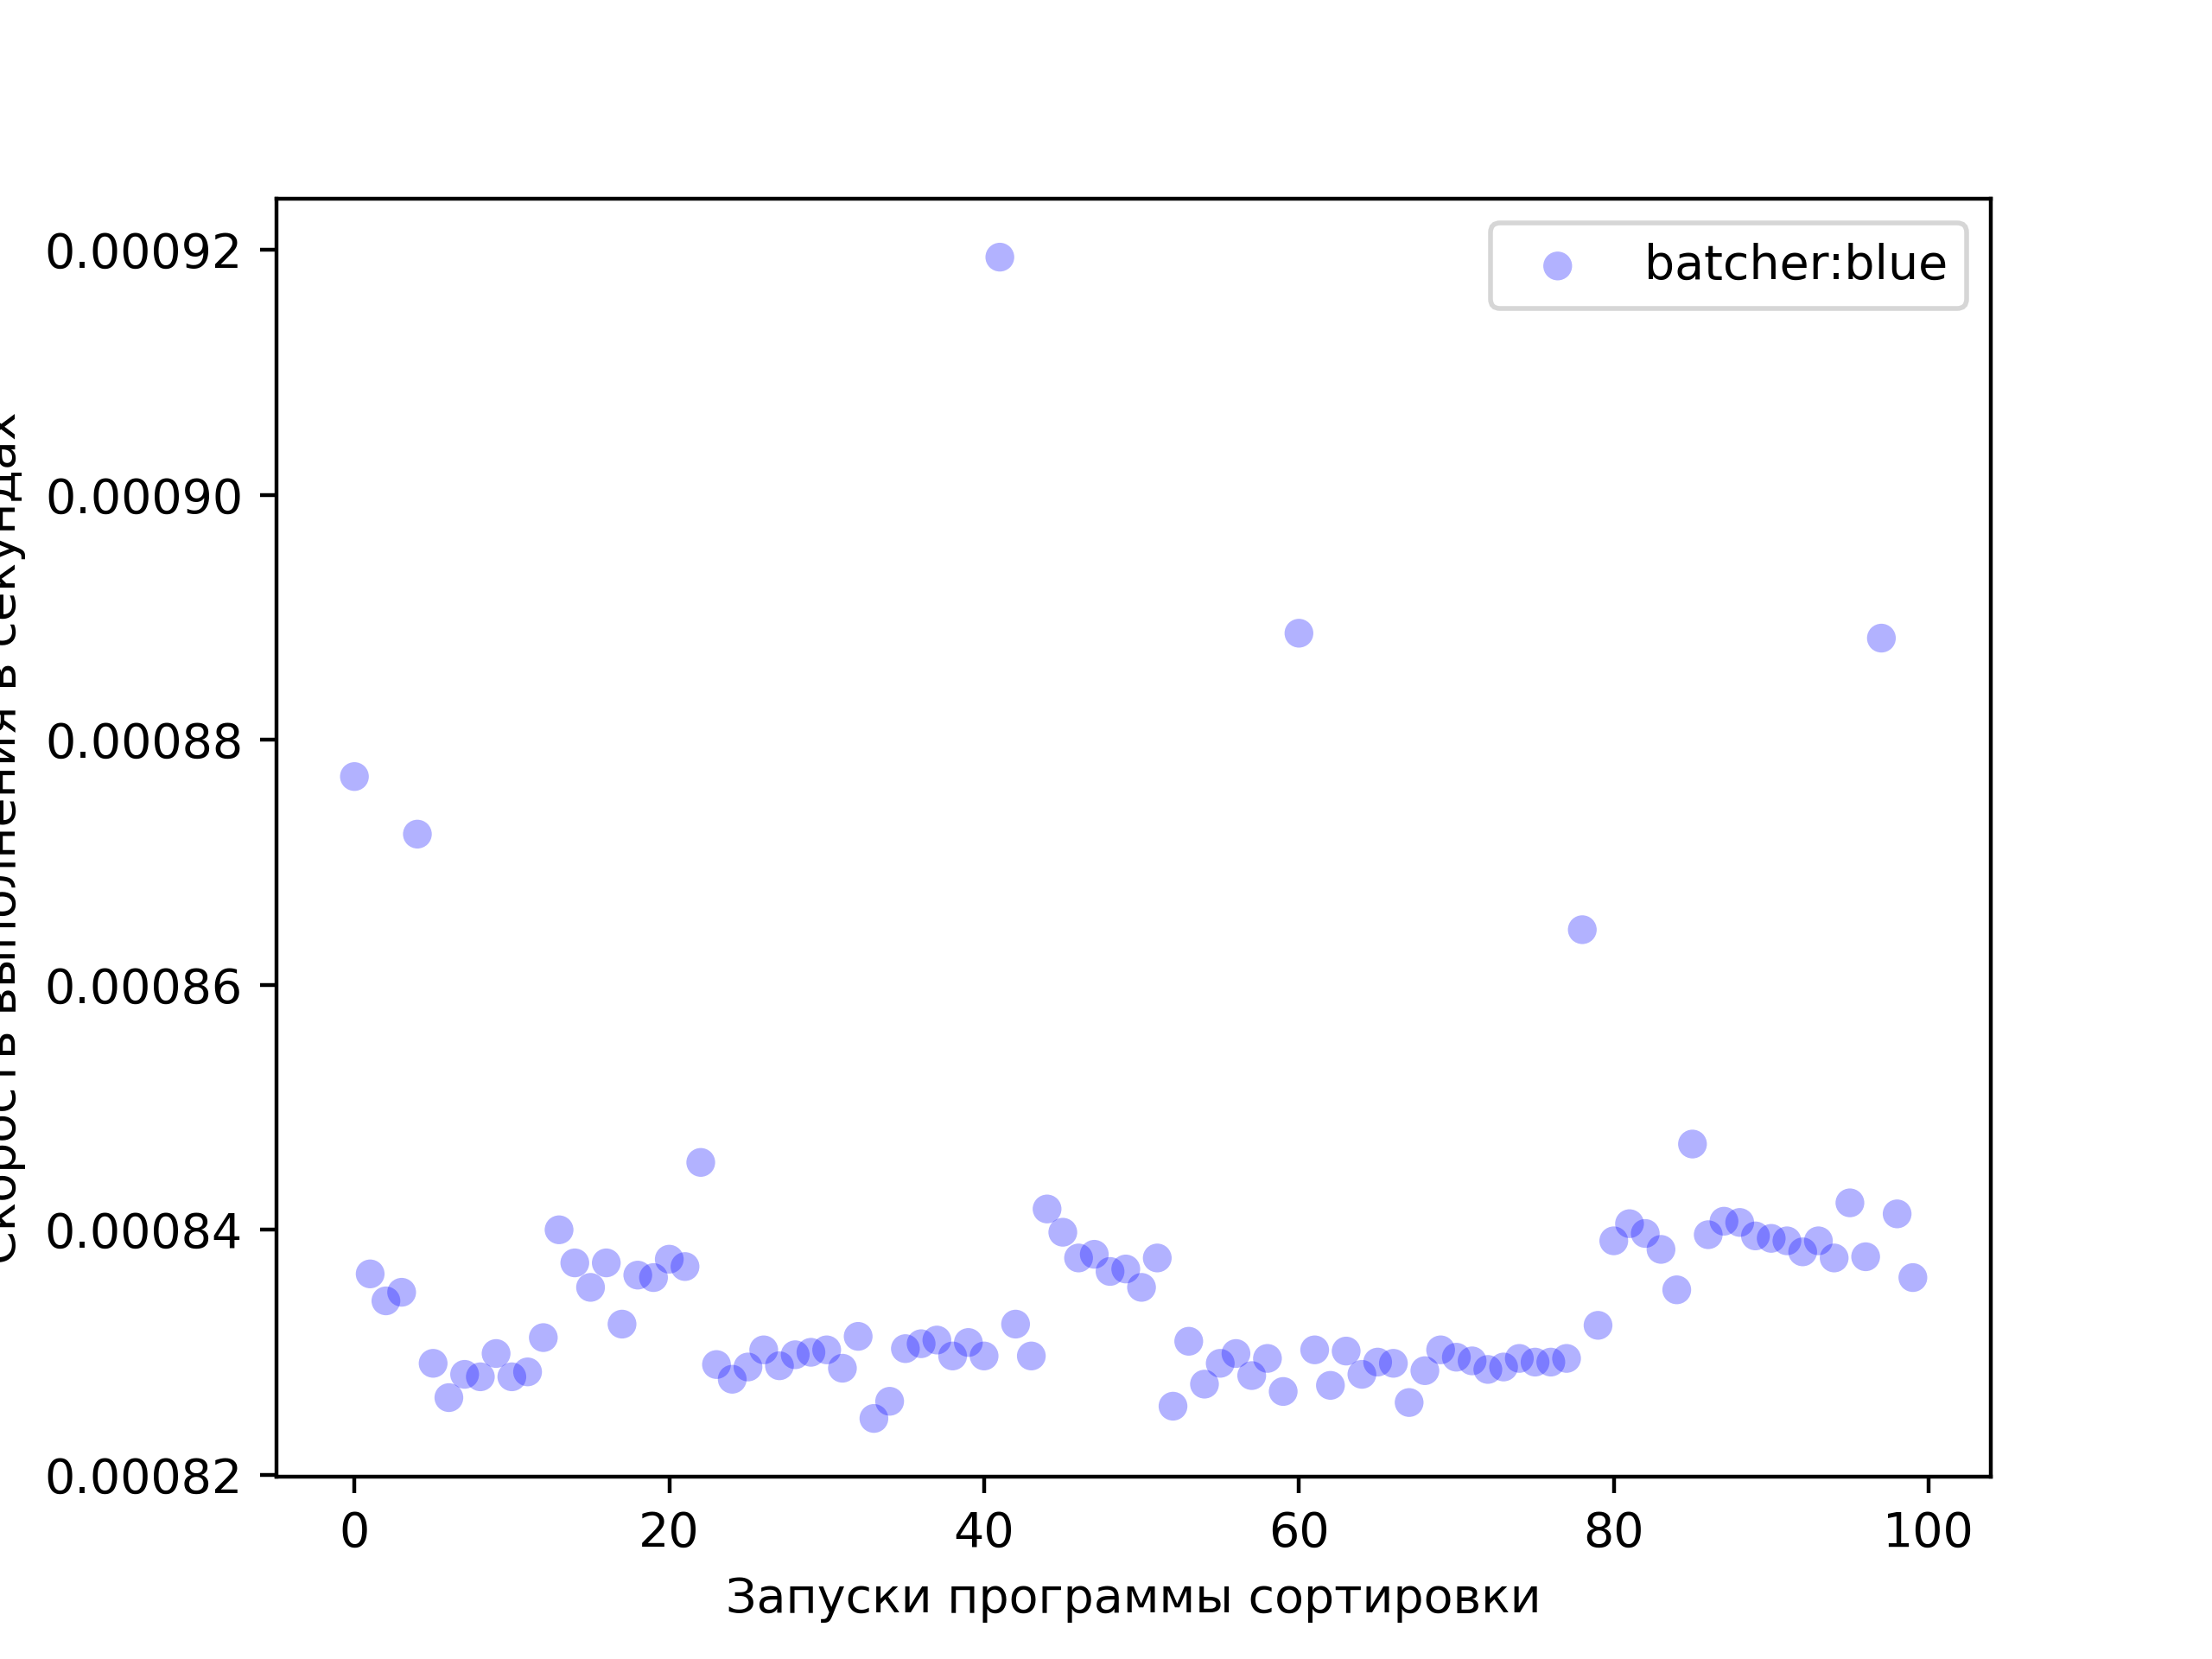 batcher:blue
0.00092
0.00090
0.00088
0.00086
0.00084
0.00082
Скорость выполнения в секундах
0 20 40 60 80 100
Запуски программы сортировки